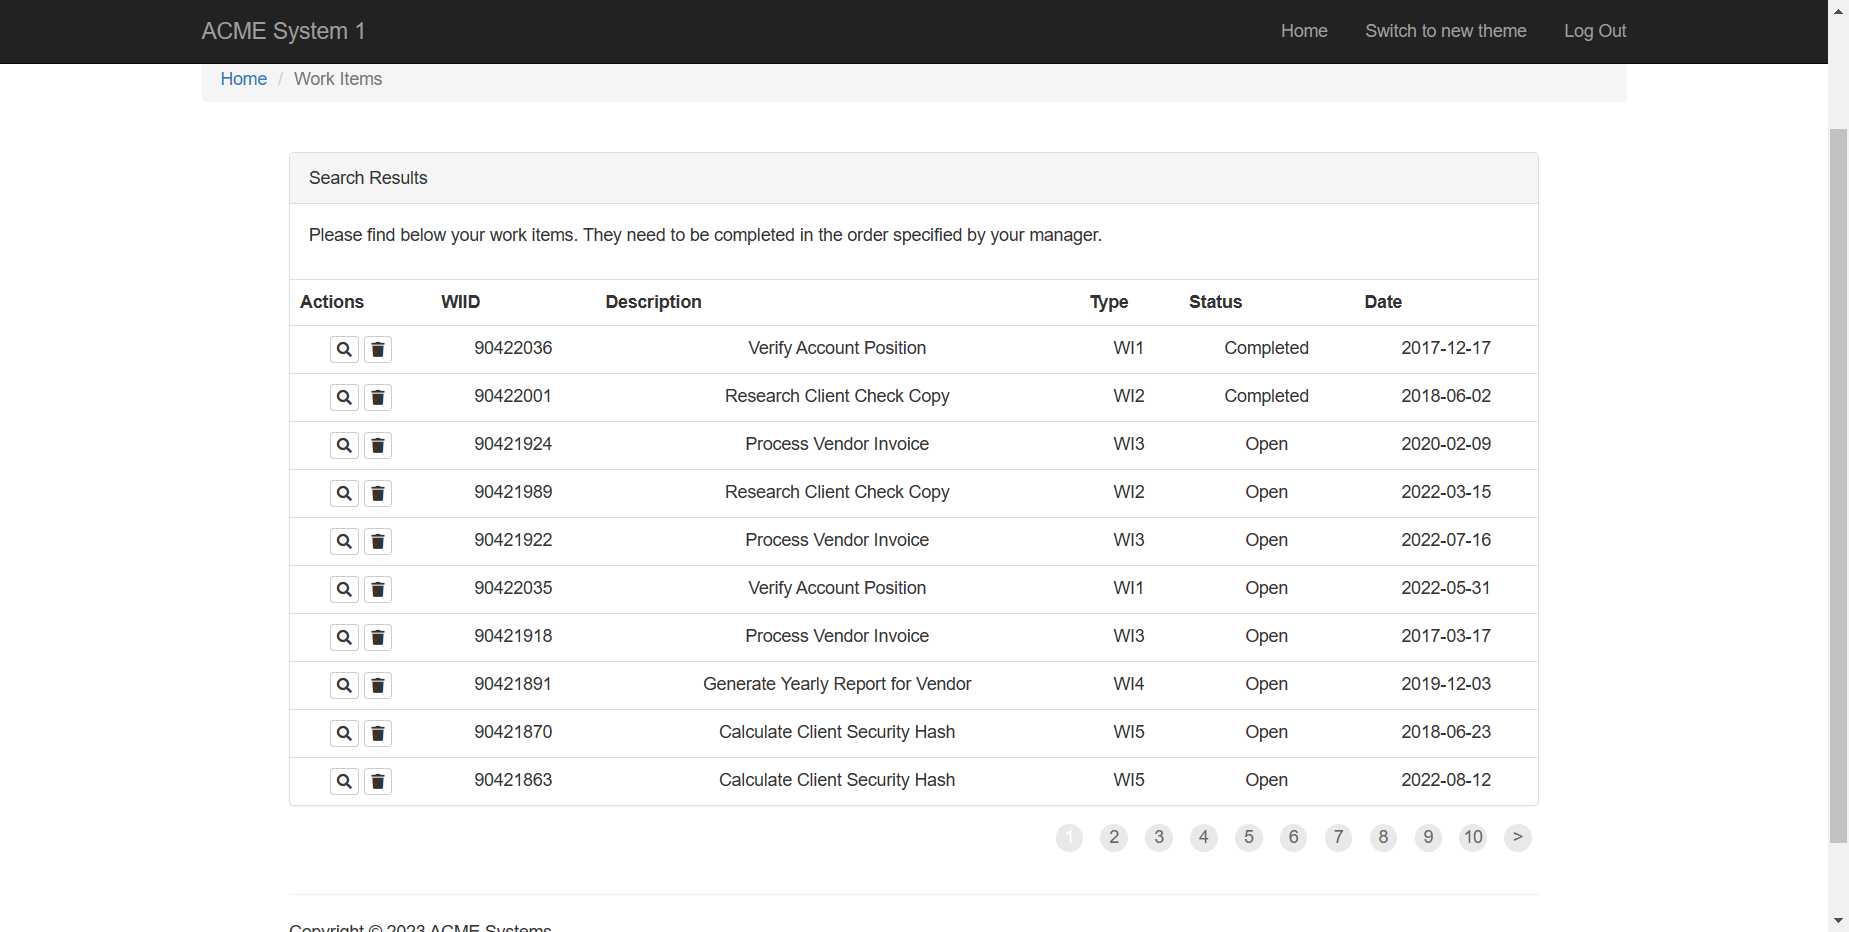 ACME System 1 Home Switch to new theme Log Out
Home / Work Items
Search Results
Please find below your work items. They need to be completed in the order specified by your manager.
Actions WIID Description Type Status Date
90422036 Verify Account Position WI1 Completed 2017-12-17
90422001 Research Client Check Copy WI2 Completed 2018-06-02
90421924 Process Vendor Invoice WI3 Open 2020-02-09
90421989 Research Client Check Copy WI2 Open 2022-03-15
90421922 Process Vendor Invoice WI3 Open 2022-07-16
90422035 Verify Account Position WI1 Open 2022-05-31
90421918 Process Vendor Invoice WI3 Open 2017-03-17
90421891 Generate Yearly Report for Vendor WI4 Open 2019-12-03
90421870 Calculate Client Security Hash WI5 Open 2018-06-23
90421863 Calculate Client Security Hash WI5 Open 2022-08-12
1 2 3 4 5 6 7 8 9 10 >
Copyright © 2023 ACME Systems